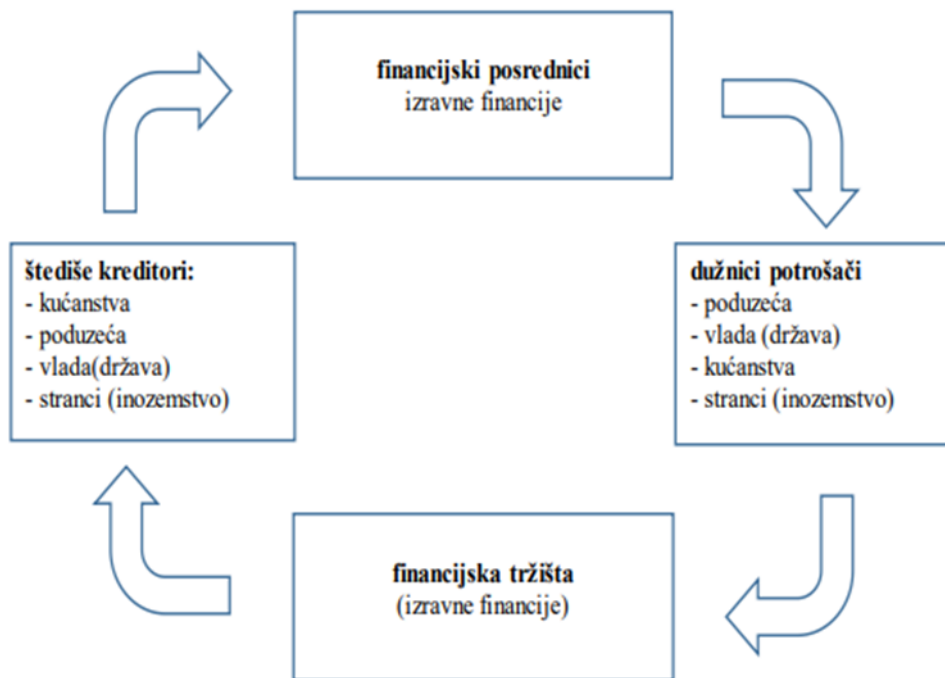 financijski posrednici
izravne financije
štediše kreditori:
- kućanstva
- poduzeća
- vlada(država)
- stranci (inozemstvo)
dužnici potrošači
- poduzeća
- vlada (država)
- kućanstva
- stranci (inozemstvo)
financijska tržišta
(izravne financije)